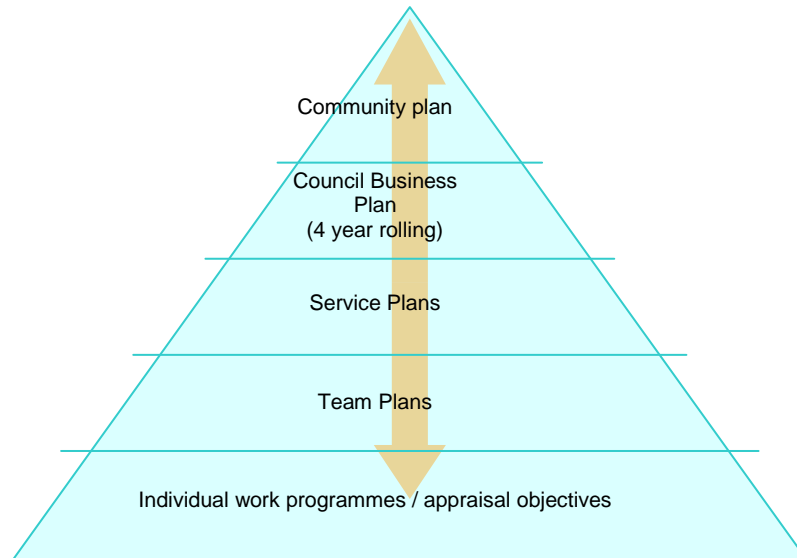 Community plan
Council Business
Plan
(4 year rolling)
Service Plans
Team Plans
Individual work programmes / appraisal objectives